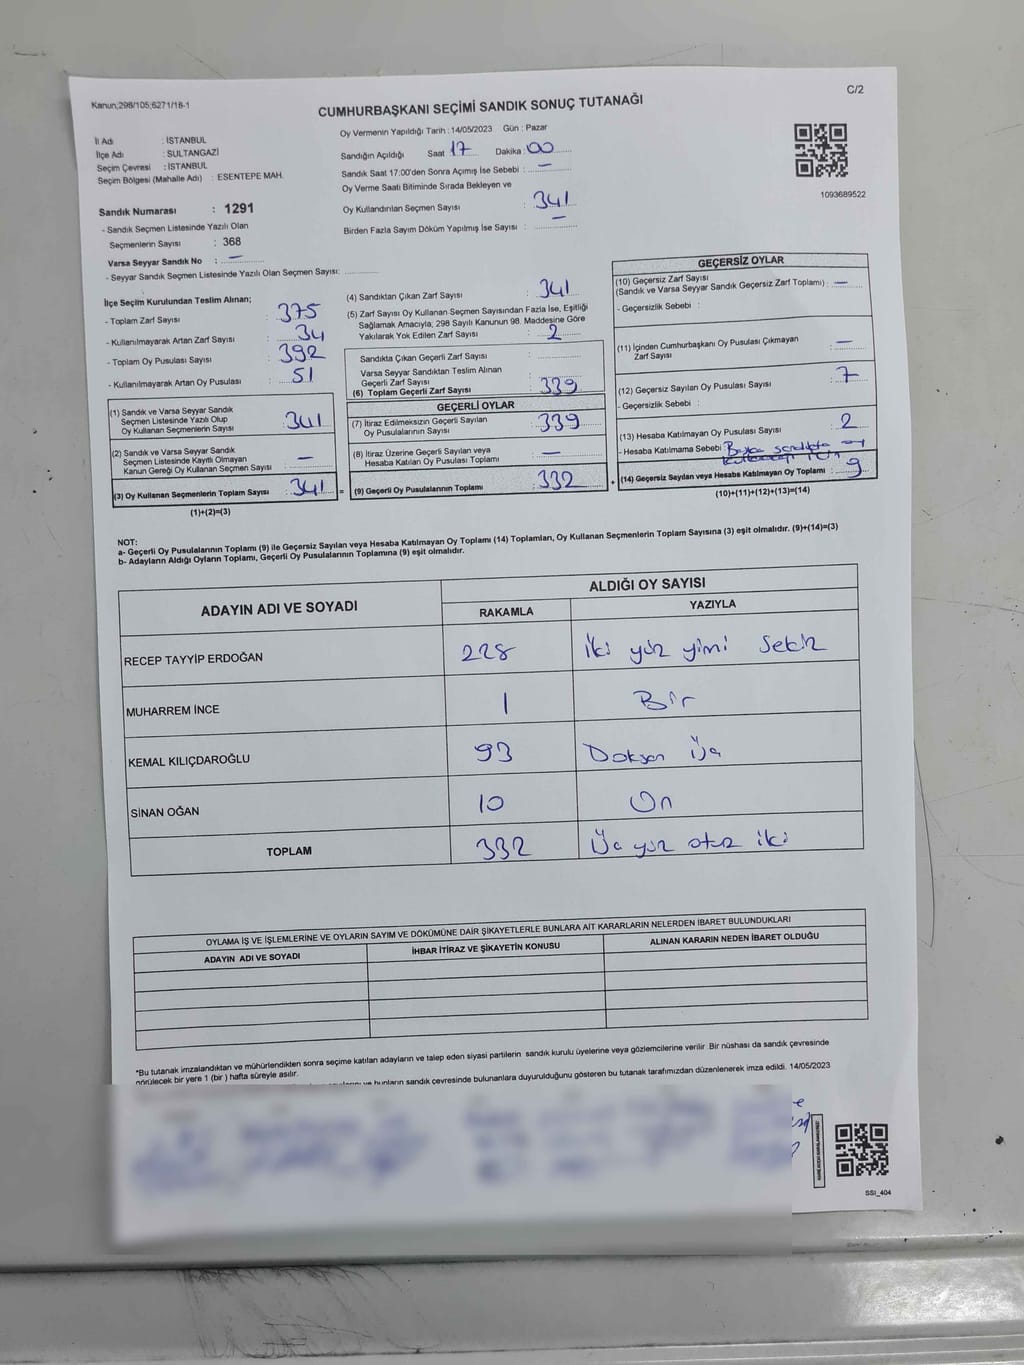 Kanun;298/105;6271/18-1
C/2
CUMHURBAŞKANI SEÇİMİ SANDIK SONUÇ TUTANAĞI
İl Adı : İSTANBUL
İlçe Adı : SULTANGAZİ
Seçim Çevresi : İSTANBUL
Seçim Bölgesi (Mahalle Adı) : ESENTEPE MAH.
Sandık Numarası : 1291
- Sandık Seçmen Listesinde Yazılı Olan
Seçmenlerin Sayısı : 368
Varsa Seyyar Sandık No : —
- Seyyar Sandık Seçmen Listesinde Yazılı Olan Seçmen Sayısı:
Oy Vermenin Yapıldığı Tarih : 14/05/2023 Gün : Pazar
Sandığın Açıldığı Saat 17 Dakika : 00
Sandık Saat 17:00'den Sonra Açımış İse Sebebi : —
Oy Verme Saati Bitiminde Sırada Bekleyen ve
Oy Kullandırılan Seçmen Sayısı : 341
Birden Fazla Sayım Döküm Yapılmış İse Sayısı : —
1093689522
İlçe Seçim Kurulundan Teslim Alınan;
- Toplam Zarf Sayısı : 375
- Kullanılmayarak Artan Zarf Sayısı : 34
- Toplam Oy Pusulası Sayısı : 392
- Kullanılmayarak Artan Oy Pusulası : 51
(1) Sandık ve Varsa Seyyar Sandık
Seçmen Listesinde Yazılı Olup
Oy Kullanan Seçmenlerin Sayısı : 341
(2) Sandık ve Varsa Seyyar Sandık
Seçmen Listesinde Kayıtlı Olmayan
Kanun Gereği Oy Kullanan Seçmen Sayısı : —
(3) Oy Kullanan Seçmenlerin Toplam Sayısı : 341
(1)+(2)=(3)
(4) Sandıktan Çıkan Zarf Sayısı : 341
(5) Zarf Sayısı Oy Kullanan Seçmen Sayısından Fazla İse, Eşitliği
Sağlamak Amacıyla; 298 Sayılı Kanunun 98. Maddesine Göre
Yakılarak Yok Edilen Zarf Sayısı : 2
Sandıkta Çıkan Geçerli Zarf Sayısı :
Varsa Seyyar Sandıktan Teslim Alınan
Geçerli Zarf Sayısı :
(6) Toplam Geçerli Zarf Sayısı : 339
GEÇERLİ OYLAR
(7) İtiraz Edilmeksizin Geçerli Sayılan
Oy Pusulalarının Sayısı : 339
(8) İtiraz Üzerine Geçerli Sayılan veya
Hesaba Katılan Oy Pusulası Toplamı : —
= (9) Geçerli Oy Pusulalarının Toplamı : 332
GEÇERSİZ OYLAR
(10) Geçersiz Zarf Sayısı
(Sandık ve Varsa Seyyar Sandık Geçersiz Zarf Toplamı) : —
- Geçersizlik Sebebi :
(11) İçinden Cumhurbaşkanı Oy Pusulası Çıkmayan
Zarf Sayısı : —
(12) Geçersiz Sayılan Oy Pusulası Sayısı : 7
- Geçersizlik Sebebi :
(13) Hesaba Katılmayan Oy Pusulası Sayısı : 2
- Hesaba Katılmama Sebebi : Başka sandıkta oy
+ (14) Geçersiz Sayılan veya Hesaba Katılmayan Oy Toplamı : 9
(10)+(11)+(12)+(13)=(14)
NOT:
a- Geçerli Oy Pusulalarının Toplamı (9) ile Geçersiz Sayılan veya Hesaba Katılmayan Oy Toplamı (14) Toplamları, Oy Kullanan Seçmenlerin Toplam Sayısına (3) eşit olmalıdır. (9)+(14)=(3)
b- Adayların Aldığı Oyların Toplamı, Geçerli Oy Pusulalarının Toplamına (9) eşit olmalıdır.
ADAYIN ADI VE SOYADI
ALDIĞI OY SAYISI
RAKAMLA
YAZIYLA
RECEP TAYYİP ERDOĞAN 228 İki yüz yimi sekiz
MUHARREM İNCE 1 Bir
KEMAL KILIÇDAROĞLU 93 Doksan Üç
SİNAN OĞAN 10 On
TOPLAM 332 Üç yüz otuz iki
OYLAMA İŞ VE İŞLEMLERİNE VE OYLARIN SAYIM VE DÖKÜMÜNE DAİR ŞİKAYETLERLE BUNLARA AİT KARARLARIN NELERDEN İBARET BULUNDUKLARI
ADAYIN ADI VE SOYADI
İHBAR İTİRAZ VE ŞİKAYETİN KONUSU
ALINAN KARARIN NEDEN İBARET OLDUĞU
*Bu tutanak imzalandıktan ve mühürlendikten sonra seçime katılan adayların ve talep eden siyasi partilerin sandık kurulu üyelerine veya gözlemcilerine verilir .Bir nüshası da sandık çevresinde
görülecek bir yere 1 (bir ) hafta süreyle asılır.
bunların sandık çevresinde bulunanlara duyurulduğunu gösteren bu tutanak tarafımızdan düzenlenerek imza edildi. 14/05/2023
SSI_404